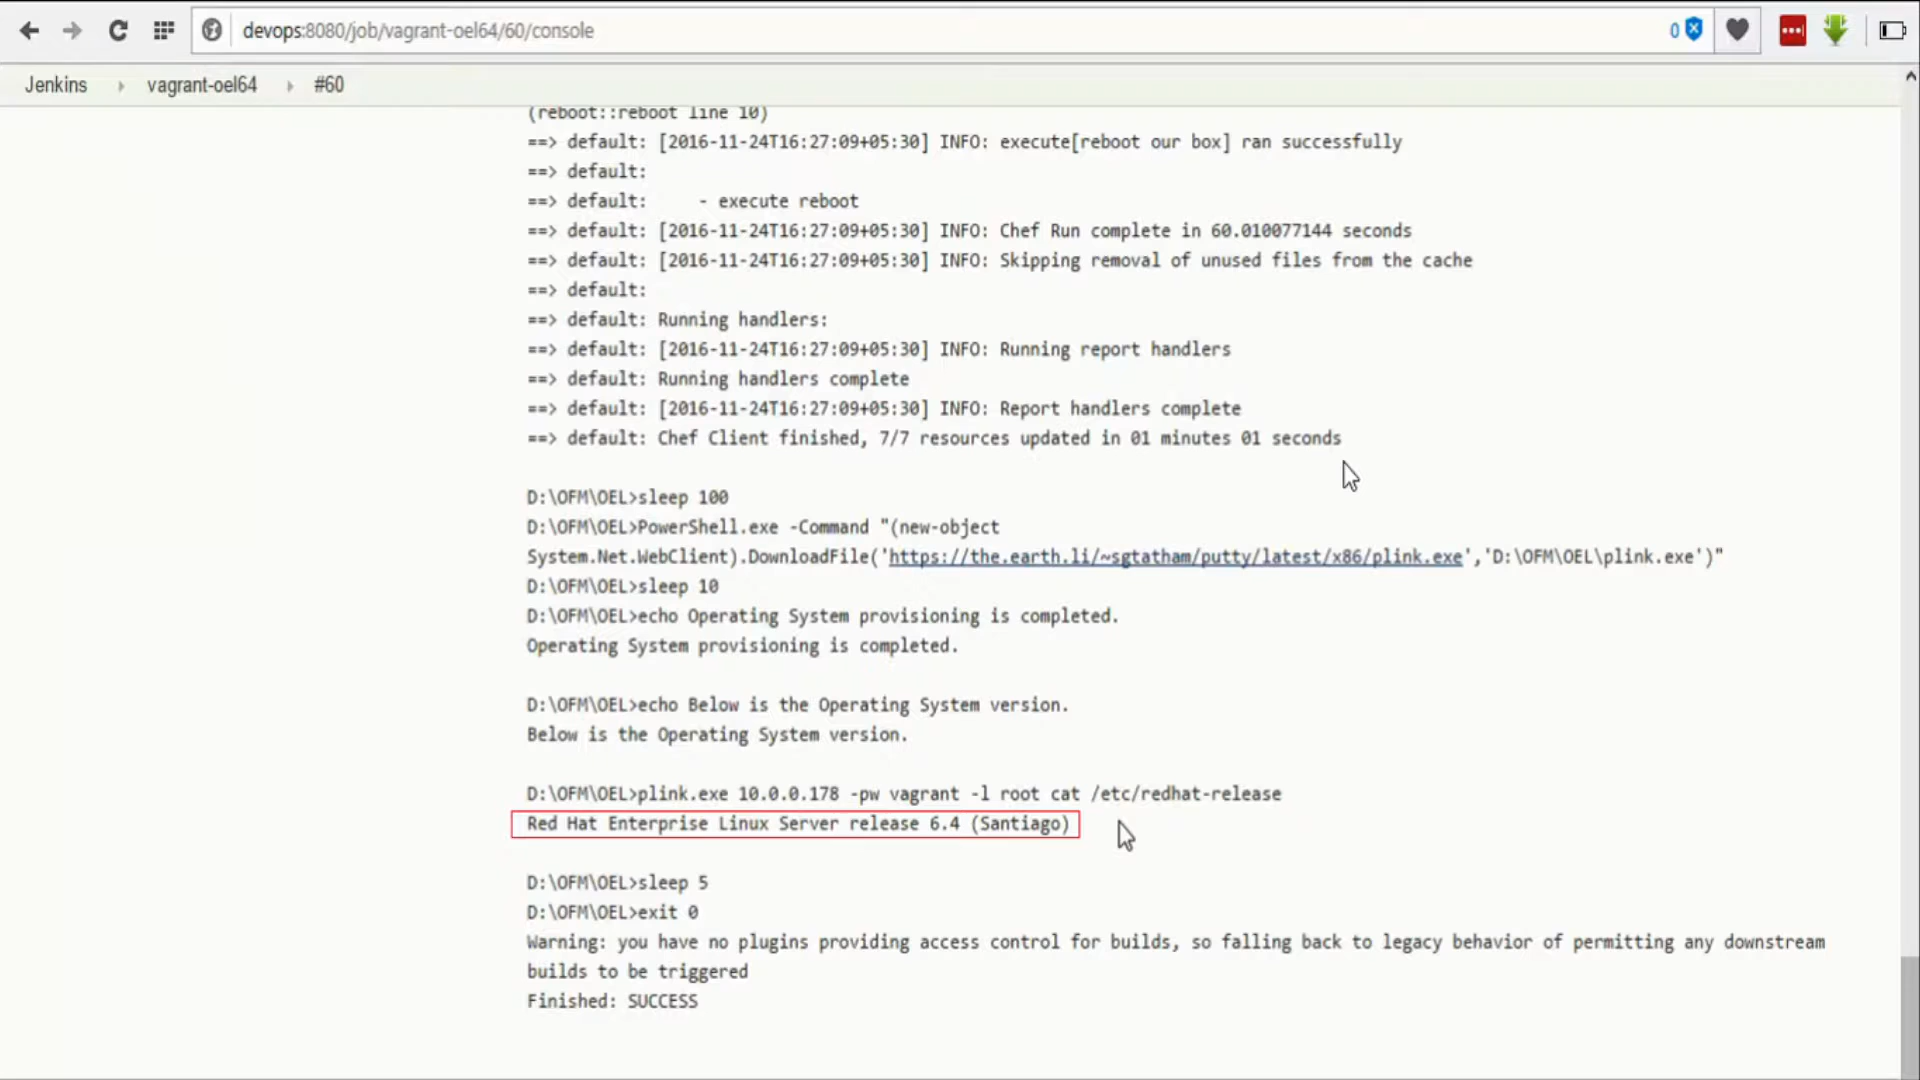 devops:8080/job/vagrant-oel64/60/console
0
Jenkins
vagrant-oel64
#60
(reboot::reboot line 10)
==> default: [2016-11-24T16:27:09+05:30] INFO: execute[reboot our box] ran successfully
==> default:
==> default:     - execute reboot
==> default: [2016-11-24T16:27:09+05:30] INFO: Chef Run complete in 60.010077144 seconds
==> default: [2016-11-24T16:27:09+05:30] INFO: Skipping removal of unused files from the cache
==> default:
==> default: Running handlers:
==> default: [2016-11-24T16:27:09+05:30] INFO: Running report handlers
==> default: Running handlers complete
==> default: [2016-11-24T16:27:09+05:30] INFO: Report handlers complete
==> default: Chef Client finished, 7/7 resources updated in 01 minutes 01 seconds
D:\OFM\OEL>sleep 100
D:\OFM\OEL>PowerShell.exe -Command "(new-object
System.Net.WebClient).DownloadFile('https://the.earth.li/~sgtatham/putty/latest/x86/plink.exe','D:\OFM\OEL\plink.exe')"
D:\OFM\OEL>sleep 10
D:\OFM\OEL>echo Operating System provisioning is completed.
Operating System provisioning is completed.
D:\OFM\OEL>echo Below is the Operating System version.
Below is the Operating System version.
D:\OFM\OEL>plink.exe 10.0.0.178 -pw vagrant -l root cat /etc/redhat-release
Red Hat Enterprise Linux Server release 6.4 (Santiago)
D:\OFM\OEL>sleep 5
D:\OFM\OEL>exit 0
Warning: you have no plugins providing access control for builds, so falling back to legacy behavior of permitting any downstream
builds to be triggered
Finished: SUCCESS